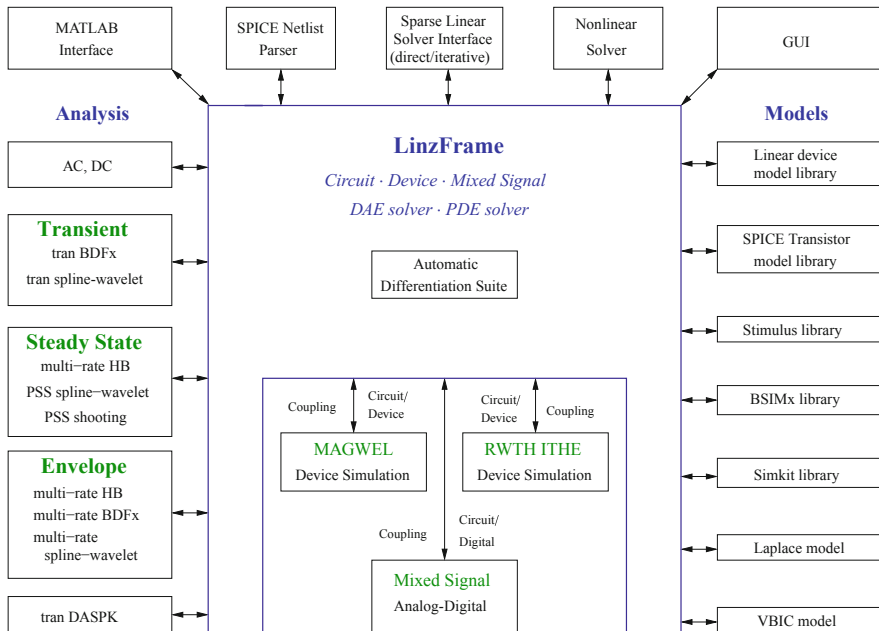 MATLAB
Interface
SPICE Netlist
Parser
Sparse Linear
Solver Interface
(direct/iterative)
Nonlinear
Solver
GUI
Analysis
AC, DC
Transient
tran BDFx
tran spline-wavelet
Steady State
multi−rate HB
PSS spline−wavelet
PSS shooting
Envelope
multi−rate HB
multi−rate BDFx
multi−rate
spline−wavelet
tran DASPK
LinzFrame
Circuit · Device · Mixed Signal
DAE solver · PDE solver
Automatic
Differentiation Suite
Coupling
Circuit/
Device
Circuit/
Device
Coupling
MAGWEL
Device Simulation
RWTH ITHE
Device Simulation
Coupling
Circuit/
Digital
Mixed Signal
Analog-Digital
Models
Linear device
model library
SPICE Transistor
model library
Stimulus library
BSIMx library
Simkit library
Laplace model
VBIC model